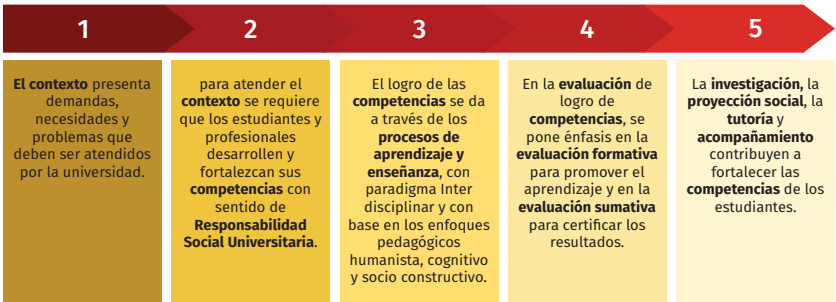 1
2
3
4
5
El contexto presenta
demandas,
necesidades y
problemas que
deben ser atendidos
por la universidad.
para atender el
contexto se requiere
que los estudiantes y
profesionales
desarrollen y
fortalezcan sus
competencias con
sentido de
Responsabilidad
Social Universitaria.
El logro de las
competencias se da
a través de los
procesos de
aprendizaje y
enseñanza, con
paradigma Inter
disciplinar y con
base en los enfoques
pedagógicos
humanista, cognitivo
y socio constructivo.
En la evaluación de
logro de
competencias, se
pone énfasis en la
evaluación formativa
para promover el
aprendizaje y en la
evaluación sumativa
para certificar los
resultados.
La investigación, la
proyección social, la
tutoría y
acompañamiento
contribuyen a
fortalecer las
competencias de los
estudiantes.